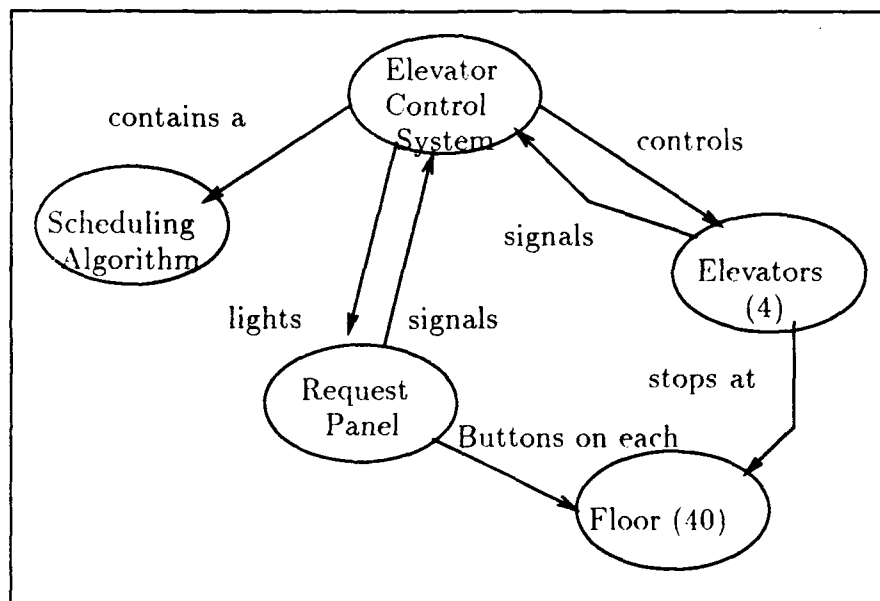 Elevator
Control
System
contains a
controls
Scheduling
Algorithm
signals
Elevators
(4)
lights
signals
stops at
Request
Panel
Buttons on each
Floor (40)